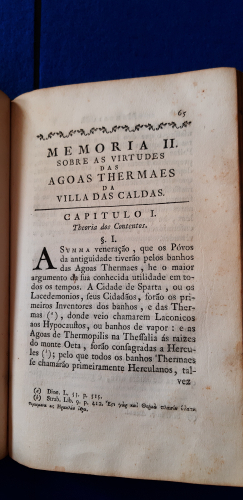 65
MEMORIA II.
SOBRE AS VIRTUDES
DAS
AGOAS THERMAES
DA
VILLA DAS CALDAS.
CAPITULO I.
Theoria dos Contentos.
§. I.
A SUMMA veneração, que os Póvos
da antiguidade tiverão pelos banhos
das Agoas Thermaes, he o maior
argumento da sua conhecida utilidade em to-
dos os tempos. A Cidade de Sparta, ou os
Lacedemonios, seus Cidadãos, forão os pri-
meiros Inventores dos banhos, e das Ther-
mas (a), donde veio chamarem Laconicos
aos Hypocaustos, ou banhos de vapor: e as
Agoas de Thermopilis na Thessalia ás raizes
do monte Oeta, forão consagradas a Hercu-
les (b); pelo que todos os banhos Thermaes
se chamárão primeiramente Herculanos, tal-
vez
(a) Dion. L. 53. p. 515.
(b) Strab. Lib. 9. p. 412.